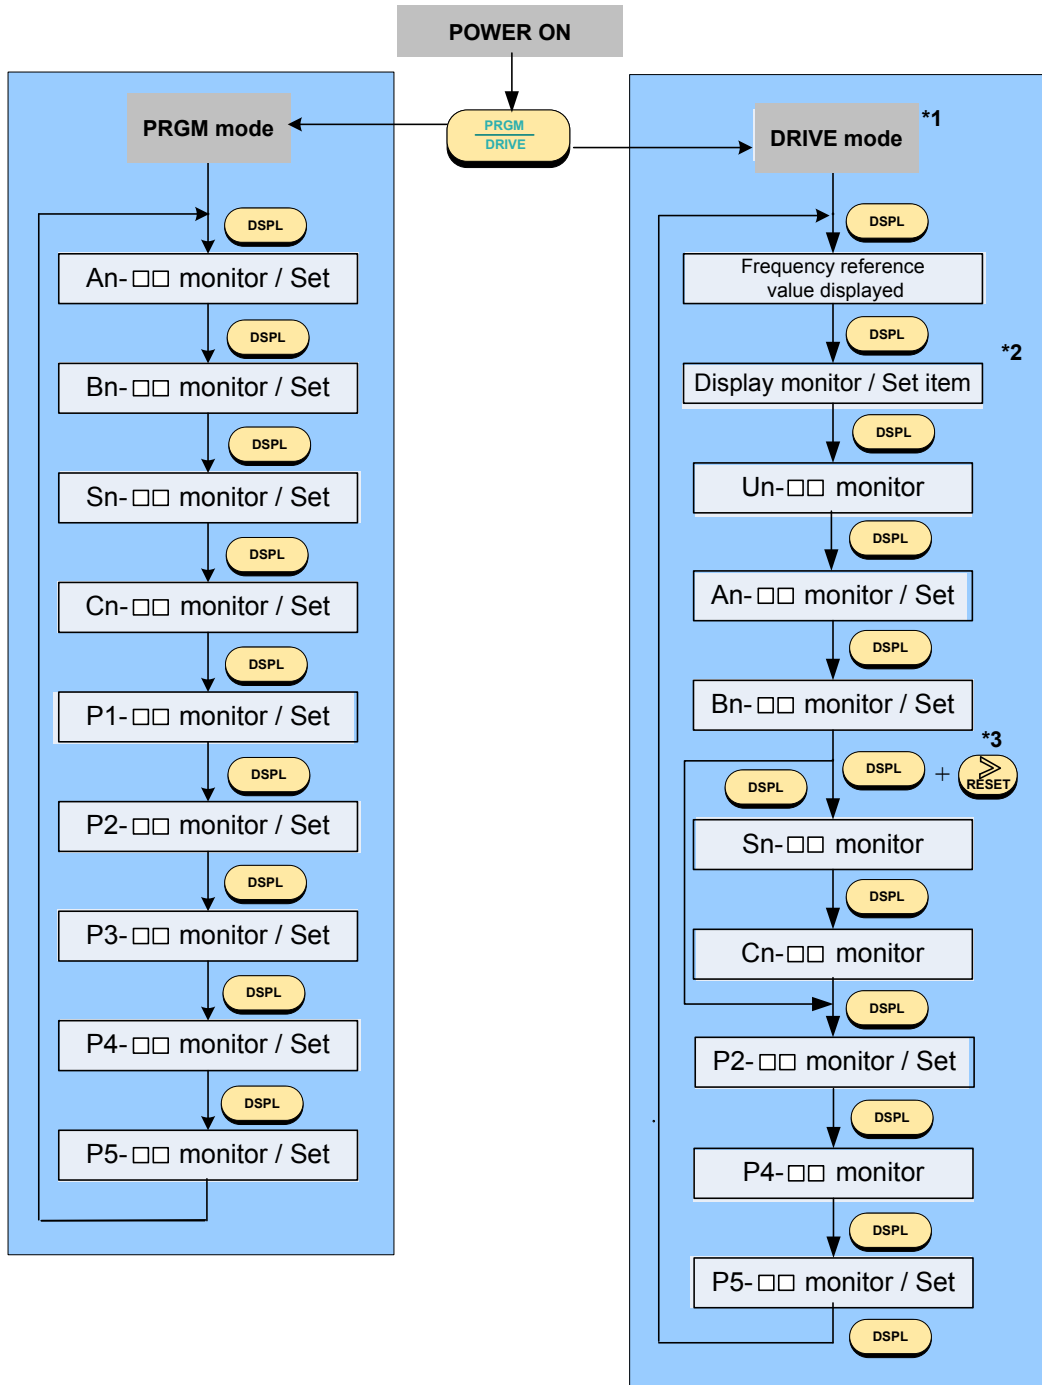 POWER ON
PRGM
DRIVE
PRGM mode
DSPL
An-□□ monitor / Set
DSPL
Bn-□□ monitor / Set
DSPL
Sn-□□ monitor / Set
DSPL
Cn-□□ monitor / Set
DSPL
P1-□□ monitor / Set
DSPL
P2-□□ monitor / Set
DSPL
P3-□□ monitor / Set
DSPL
P4-□□ monitor / Set
DSPL
P5-□□ monitor / Set
DRIVE mode *1
DSPL
Frequency reference
value displayed
DSPL
*2
Display monitor / Set item
DSPL
Un-□□ monitor
DSPL
An-□□ monitor / Set
DSPL
Bn-□□ monitor / Set
*3
DSPL
DSPL + RESET
Sn-□□ monitor
DSPL
Cn-□□ monitor
DSPL
P2-□□ monitor / Set
DSPL
P4-□□ monitor
DSPL
P5-□□ monitor / Set
DSPL